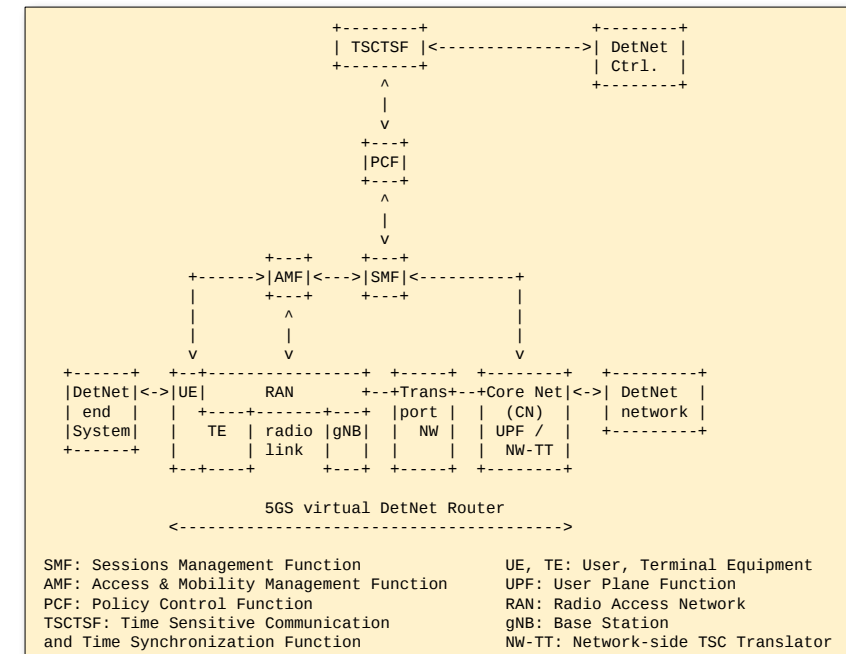 +--------+                  +--------+
| TSCTSF |<--------------->| DetNet |
+--------+                  | Ctrl.  |
^                     +--------+
|
v
+---+
|PCF|
+---+
^
|
v
+---+     +---+
+------>|AMF|<--->|SMF|<----------+
|       +---+     +---+           |
|         ^                       |
|         |                       |
v         v                       v
+------+   +--+----------------+  +-----+  +--------+   +---------+
|DetNet|<->|UE|      RAN       +--+Trans+--+Core Net|<->| DetNet  |
| end  |   |  +----+-------+---+  |port |  |  (CN)  |   | network |
|System|   |  | TE | radio |gNB|  |  NW |  | UPF /  |   +---------+
+------+   |  |    | link  |   |  |     |  |  NW-TT |
+--+----+       +---+  +-----+  +--------+
5GS virtual DetNet Router
<----------------------------------------->
SMF: Sessions Management Function                UE, TE: User, Terminal Equipment
AMF: Access & Mobility Management Function       UPF: User Plane Function
PCF: Policy Control Function                     RAN: Radio Access Network
TSCTSF: Time Sensitive Communication             gNB: Base Station
and Time Synchronization Function                NW-TT: Network-side TSC Translator